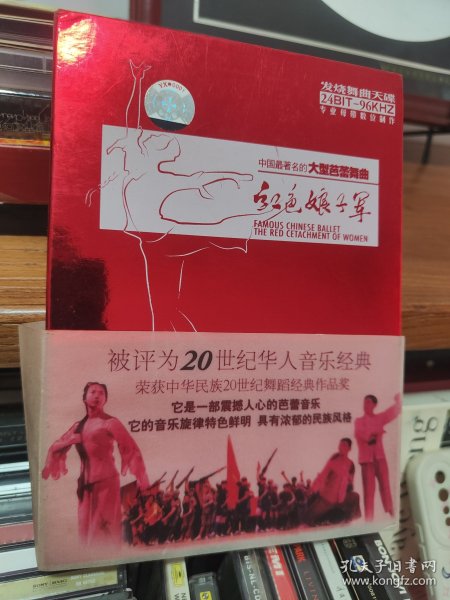 YX●0001
发烧舞曲天碟
24BIT-96KHZ
专业母带数位制作
中国最著名的大型芭蕾舞曲
红色娘子军
FAMOUS CHINESE BALLET
THE RED CETACHMENT OF WOMEN
被评为20世纪华人音乐经典
荣获中华民族20世纪舞蹈经典作品奖
它是一部震撼人心的芭蕾音乐
它的音乐旋律特色鲜明 具有浓郁的民族风格
孔夫子旧书网
www.kongfz.com
SONY